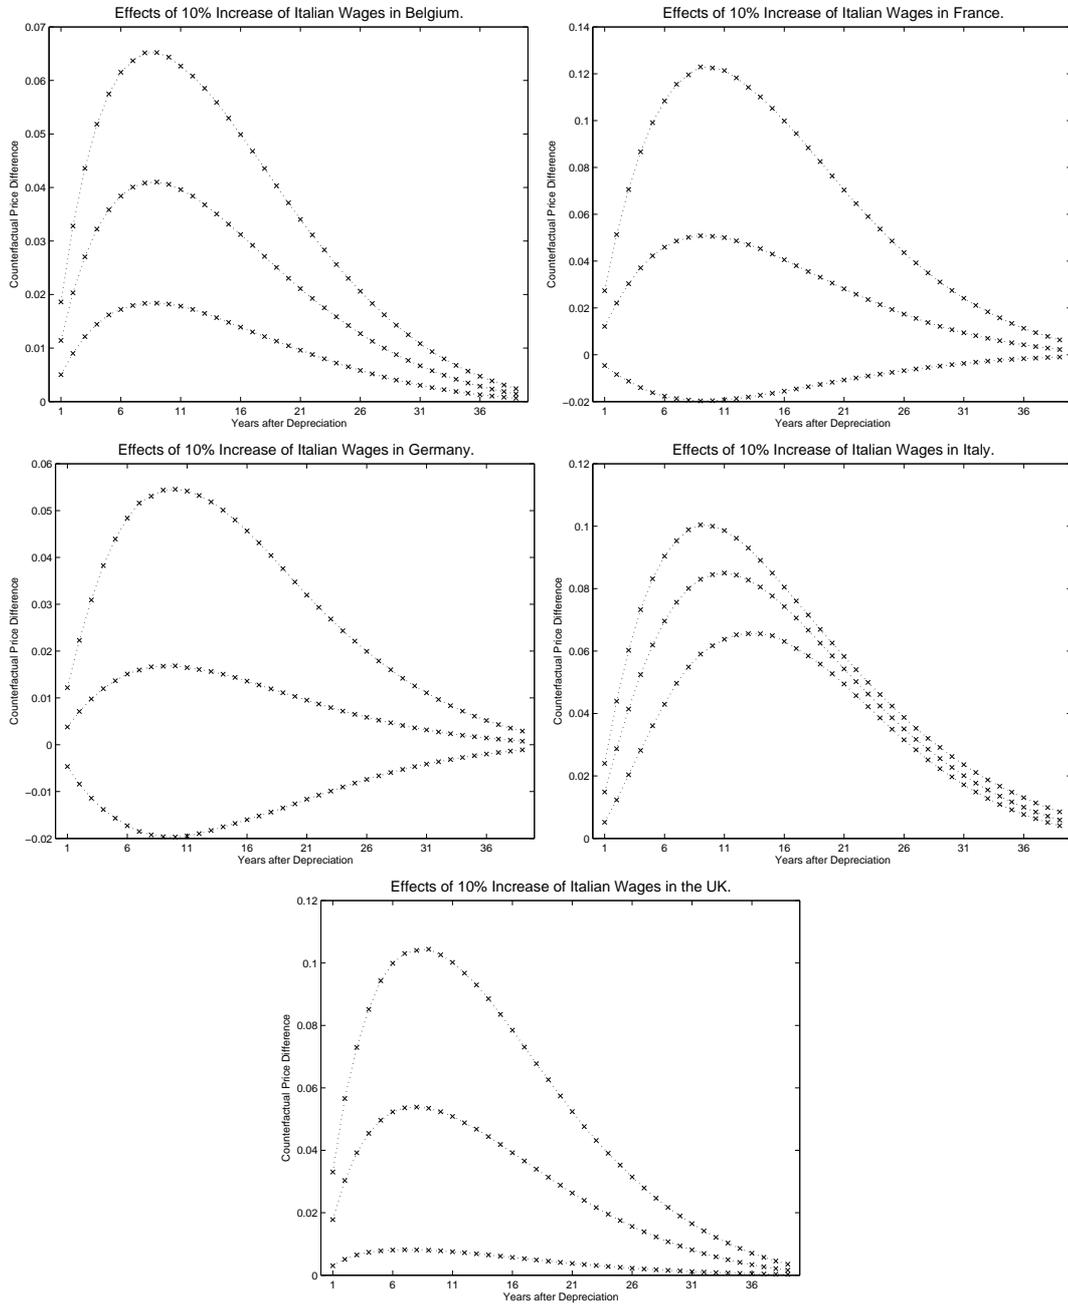 Effects of 10% Increase of Italian Wages in Belgium.
0.07
0.06
0.05
0.04
0.03
0.02
0.01
0
Counterfactual Price Difference
1 6 11 16 21 26 31 36
Years after Depreciation
Effects of 10% Increase of Italian Wages in France.
0.14
0.12
0.1
0.08
0.06
0.04
0.02
0
−0.02
Counterfactual Price Difference
1 6 11 16 21 26 31 36
Years after Depreciation
Effects of 10% Increase of Italian Wages in Germany.
0.06
0.05
0.04
0.03
0.02
0.01
0
−0.01
−0.02
Counterfactual Price Difference
1 6 11 16 21 26 31 36
Years after Depreciation
Effects of 10% Increase of Italian Wages in Italy.
0.12
0.1
0.08
0.06
0.04
0.02
0
Counterfactual Price Difference
1 6 11 16 21 26 31 36
Years after Depreciation
Effects of 10% Increase of Italian Wages in the UK.
0.12
0.1
0.08
0.06
0.04
0.02
0
Counterfactual Price Difference
1 6 11 16 21 26 31 36
Years after Depreciation